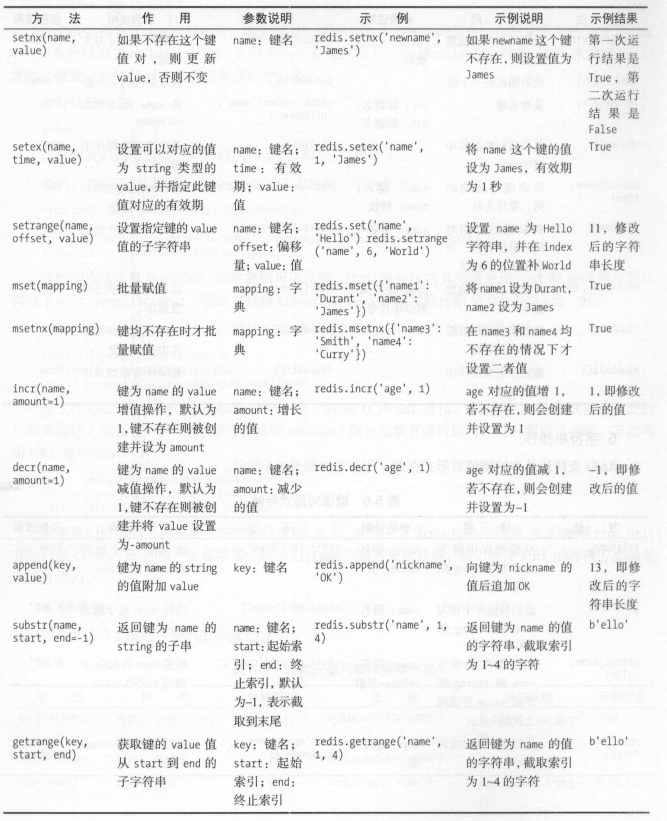 方 法 作 用 参数说明 示 例 示例说明 示例结果
setnx(name, 如果不存在这个键 name: 键名 redis.setnx('newname', 如果 newname 这个键 第一次运
value) 值对，则更新 'James') 不存在，则设置值为 行结果是
value，否则不变 James True，第
二次运行
结果是
False
setex(name, 设置可以对应的值 name: 键名; redis.setex('name', 将 name 这个键的值 True
time, value) 为 string 类型的 time: 有效 1, 'James') 设为 James，有效期
value，并指定此键 期; value: 为 1 秒
值对应的有效期 值
setrange(name, 设置指定键的 value name: 键名; redis.set('name', 设置 name 为 Hello 11，修改
offset, value) 值的子字符串 offset: 偏移 'Hello') redis.setrange 字符串，并在 index 后的字符
量; value: 值 ('name', 6, 'World') 为 6 的位置补 World 串长度
mset(mapping) 批量赋值 mapping: 字 redis.mset({'name1': 将 name1 设为 Durant, True
典 'Durant', 'name2': name2 设为 James
'James'})
msetnx(mapping) 键均不存在时才批 mapping: 字 redis.msetnx({'name3': 在 name3 和 name4 均 True
量赋值 典 'Smith', 'name4': 不存在的情况下才
'Curry'}) 设置二者值
incr(name, 键为 name 的 value redis.incr('age', 1) name: 键名; age 对应的值增 1， 1，即修改
amount=1) 增值操作，默认为 amount: 增长 若不存在，则会创建 后的值
1，键不存在则被创 的值 并设置为 1
建并设为 amount
decr(name, 键为 name 的 value name: 键名; redis.decr('age', 1) age 对应的值减 1， -1，即修
amount=1) 减值操作，默认为 amount: 减少 若不存在，则会创建 改后的值
1，键不存在则被创 的值 并设置为-1
建并将 value 设置
为-amount
append(key, 键为 name 的 string key: 键名 redis.append('nickname', 向键为 nickname 的 13，即修
value) 的值附加 value 'OK') 值后追加 OK 改后的字
符串长度
substr(name, 返回键为 name 的 name: 键名; redis.substr('name', 1, 返回键为 name 的值 b'ello'
start, end=-1) string 的子串 start: 起始索 4) 的字符串，截取索引
引; end: 终 为 1~4 的字符
止索引，默认
为-1，表示截
取到末尾
getrange(key, 获取键的 value 值 key: 键名; redis.getrange('name', 返回键为 name 的值 b'ello'
start, end) 从 start 到 end 的 start: 起始 1, 4) 的字符串，截取索引
子字符串 索引; end: 为 1~4 的字符
终止索引